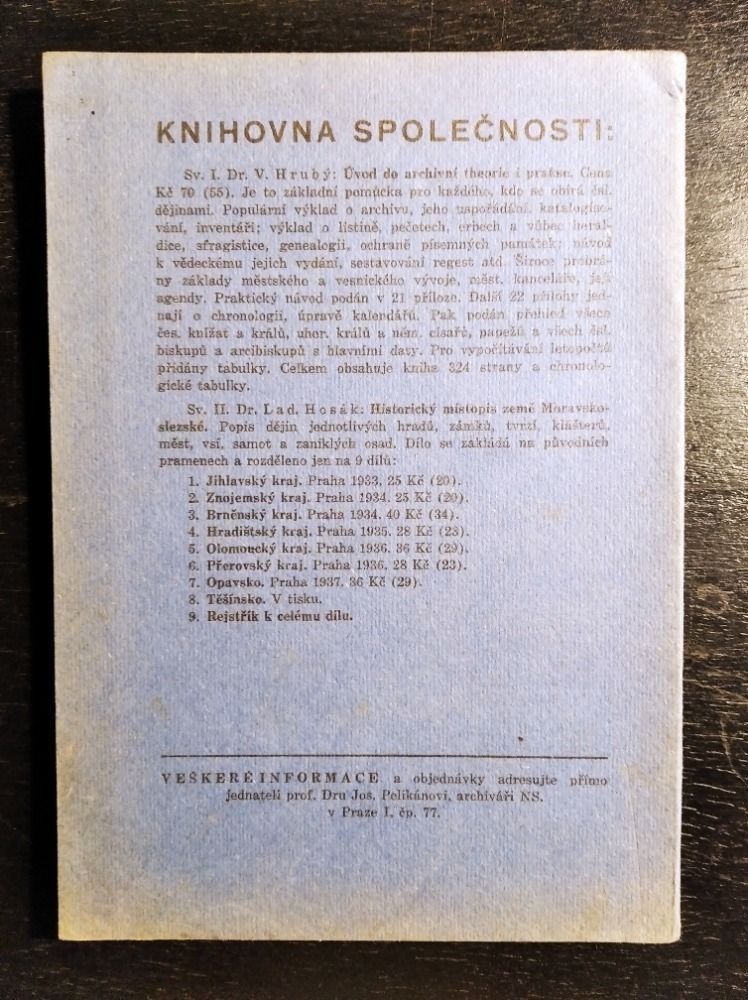 KNIHOVNA SPOLEČNOSTI:
Sv. I. Dr. V. Hrubý: Úvod do archivní theorie i prakse. Cena
Kč 70 (55). Je to základní pomůcka pro každého, kdo se obírá čsl.
dějinami. Populární výklad o archivu, jeho uspořádání, katalogiso-
vání, inventáři; výklad o listině, pečetech, erbech a vůbec heral-
dice, sfragistice, genealogii, ochraně písemných památek; návod
k vědeckému jejich vydání, sestavování regest atd. Široce probrá-
ny základy městského a vesnického vývoje, měst. kanceláře, její
agendy. Praktický návod podán v 21 příloze. Další 22 přílohy jed-
nají o chronologii, úpravě kalendářů. Pak podán přehled všech
čes. knížat a králů, uhor. králů a něm. císařů, papežů a všech čsl.
biskupů a arcibiskupů s hlavními daty. Pro vypočítávání letopočtů
přidány tabulky. Celkem obsahuje kniha 324 strany a chronolo-
gické tabulky.
Sv. II. Dr. Lad. Hosák: Historický místopis země Moravsko-
slezské. Popis dějin jednotlivých hradů, zámků, tvrzí, klášterů,
měst, vsí, samot a zaniklých osad. Dílo se zakládá na původních
pramenech a rozděleno jen na 9 dílů:
1. Jihlavský kraj. Praha 1933. 25 Kč (20).
2. Znojemský kraj. Praha 1934. 25 Kč (20).
3. Brněnský kraj. Praha 1934. 40 Kč (34).
4. Hradištský kraj. Praha 1935. 28 Kč (23).
5. Olomoucký kraj. Praha 1936. 36 Kč (29).
6. Přerovský kraj. Praha 1936. 28 Kč (23).
7. Opavsko. Praha 1937. 36 Kč (29).
8. Těšínsko. V tisku.
9. Rejstřík k celému dílu.
VEŠKERÉ INFORMACE a objednávky adresujte přímo
jednateli prof. Dru Jos. Pelikánovi, archiváři NS.
v Praze I, čp. 77.